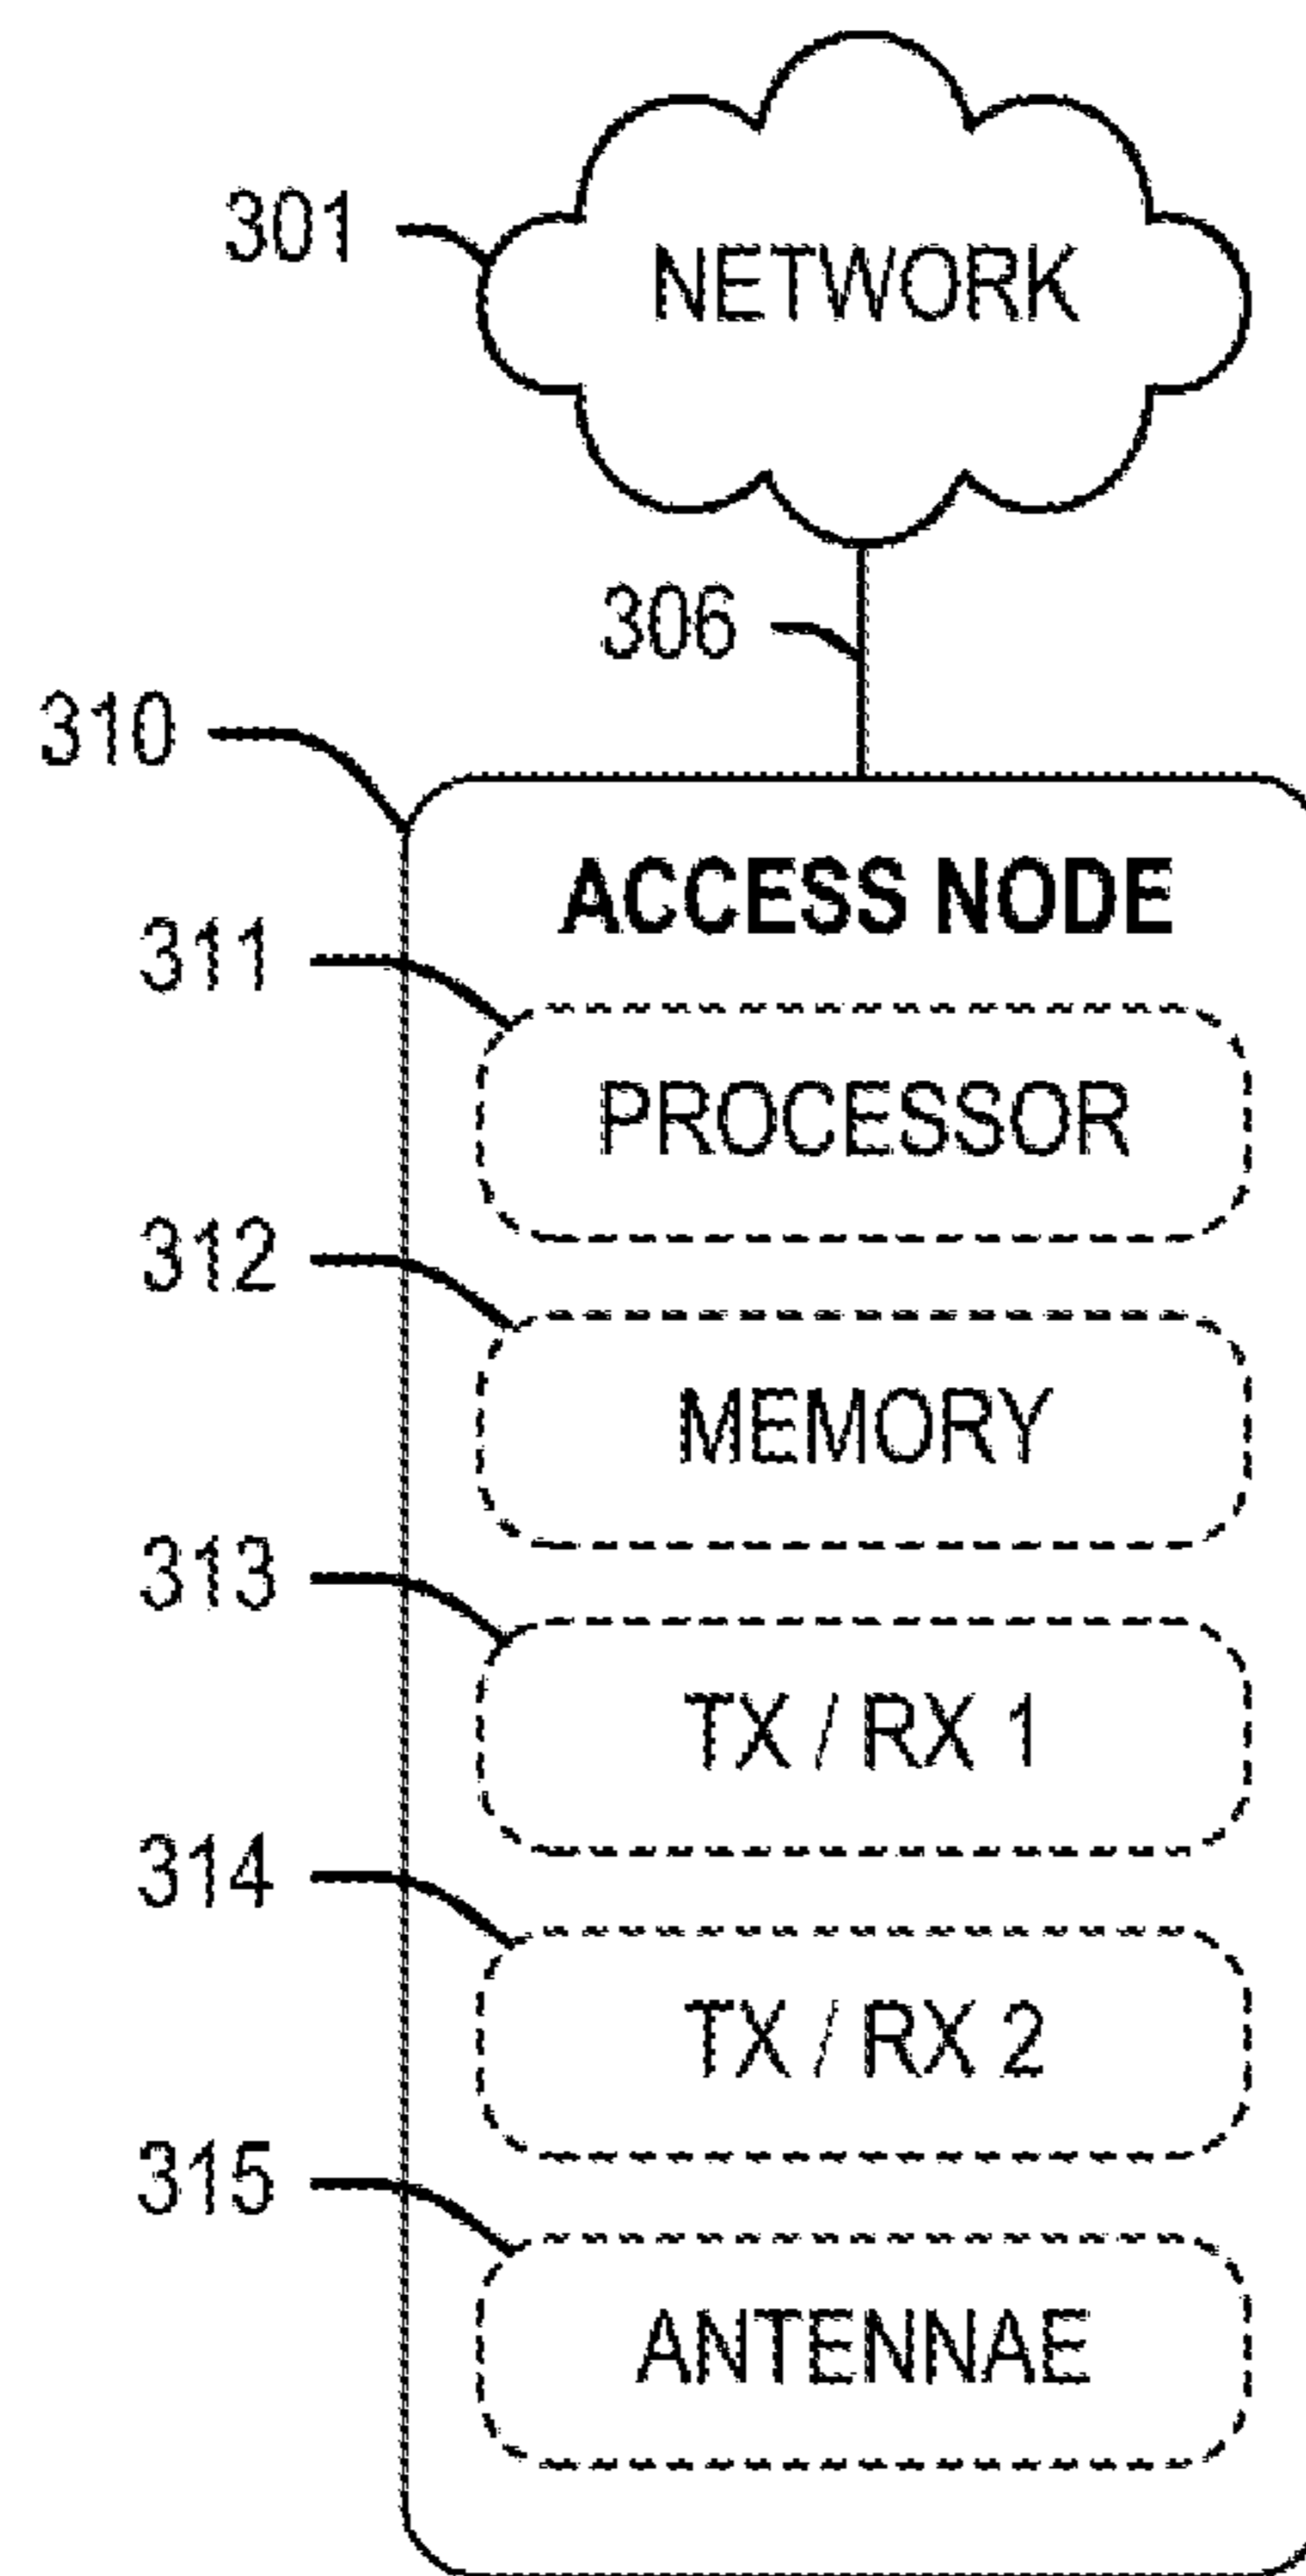 301
NETWORK
306
310
ACCESS NODE
311
PROCESSOR
312
MEMORY
313
TX / RX 1
314
TX / RX 2
315
ANTENNAE